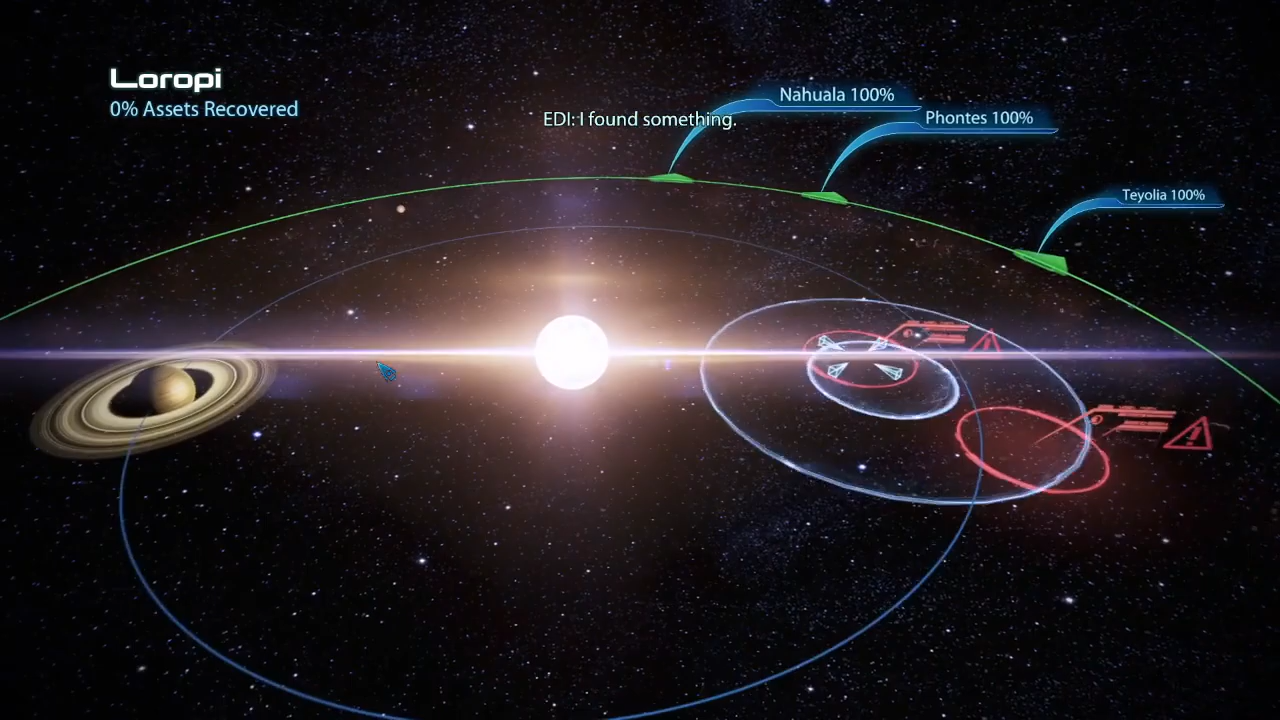 Loropi
0% Assets Recovered
Nahuala 100%
EDI: I found something.
Phontes 100%
Teyolia 100%